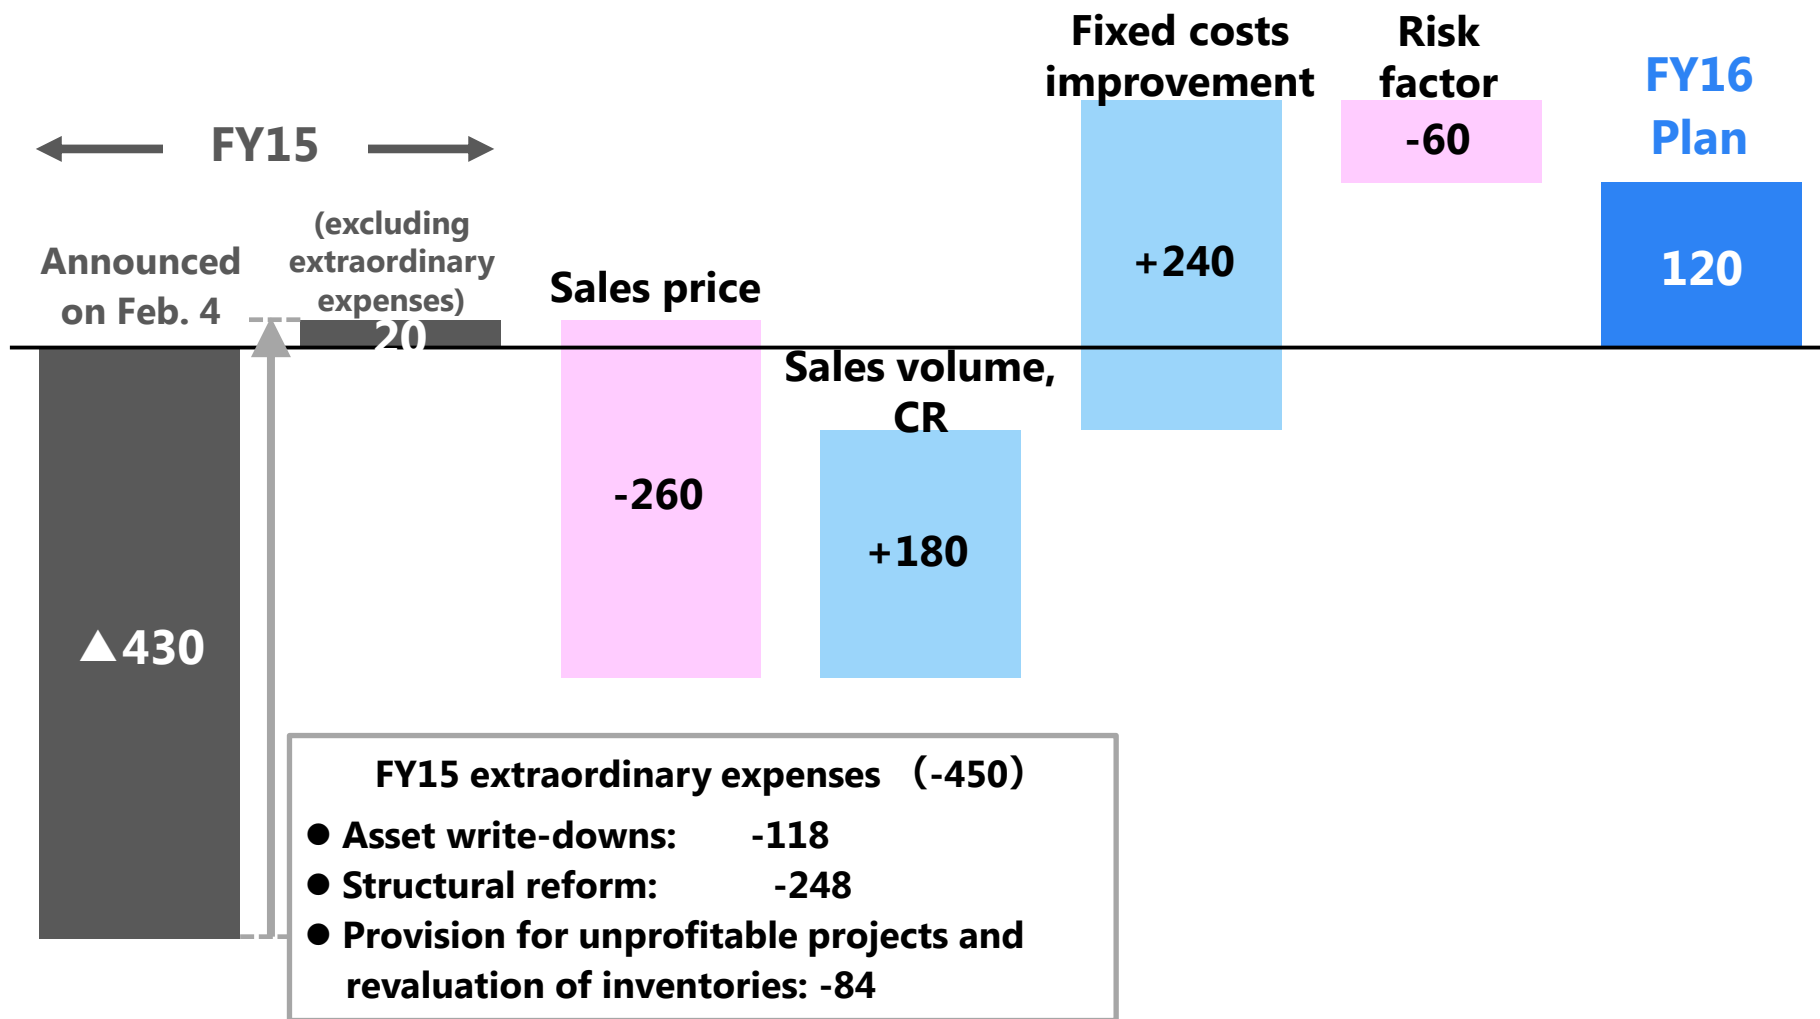 FY15
Announced
on Feb. 4
(excluding
extraordinary
expenses)
20
▲430
Sales price
-260
Sales volume,
CR
+180
Fixed costs
improvement
+240
Risk
factor
-60
FY16
Plan
120
FY15 extraordinary expenses （-450）
● Asset write-downs: -118
● Structural reform: -248
● Provision for unprofitable projects and
revaluation of inventories: -84